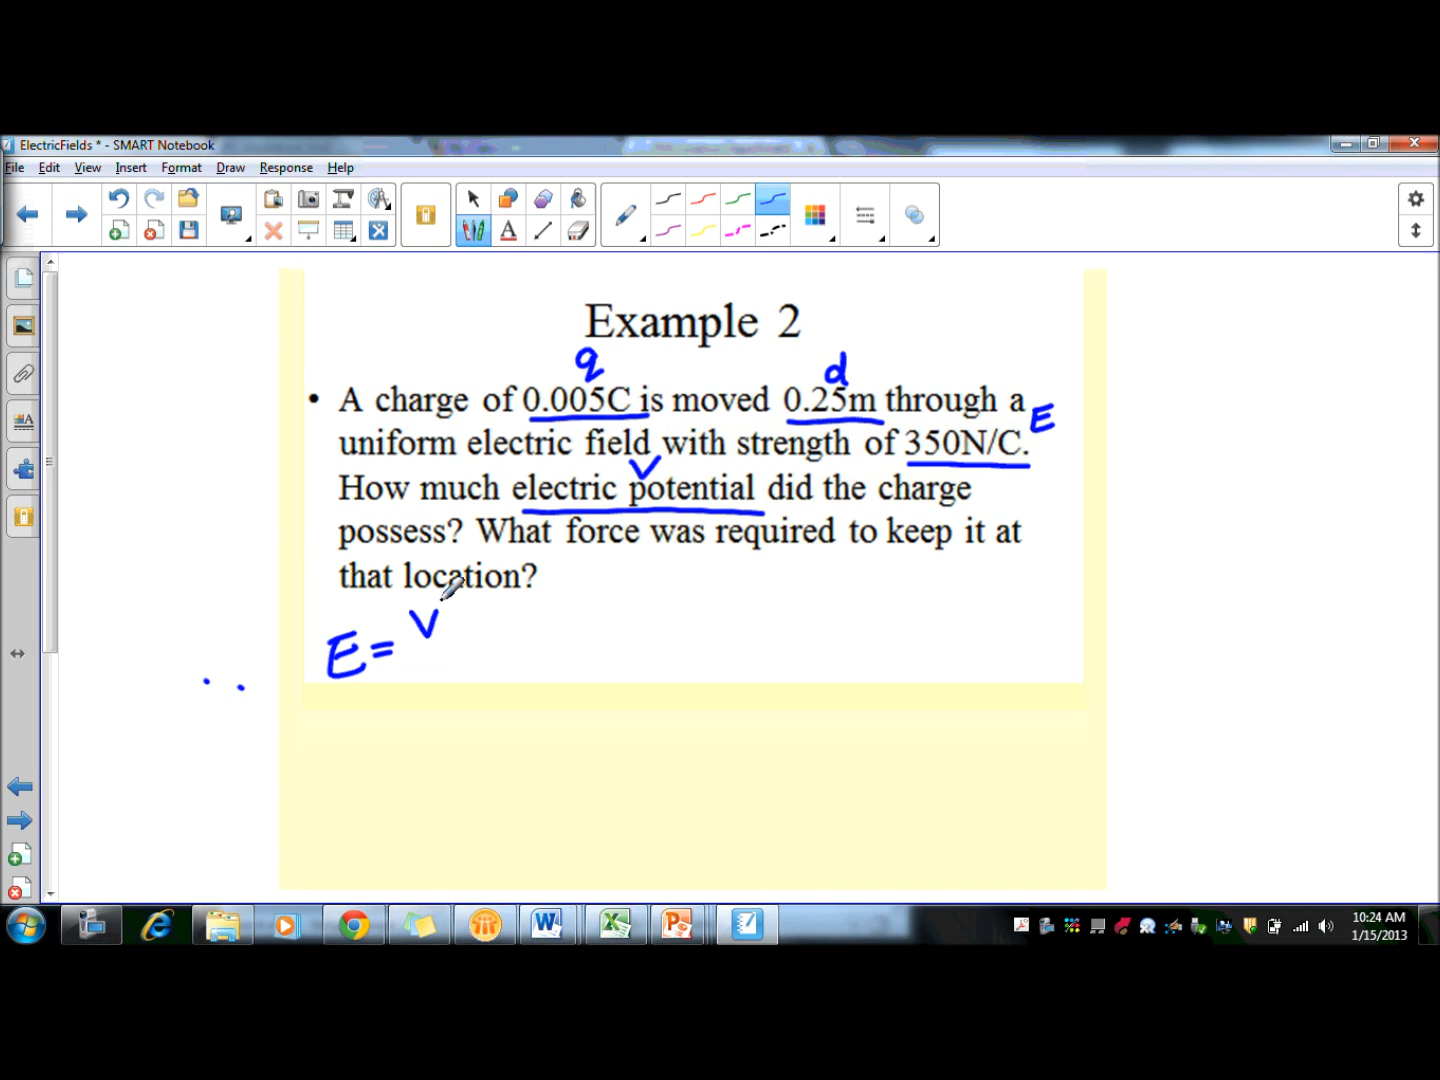 ElectricFields * - SMART Notebook
File Edit View Insert Format Draw Response Help
Example 2
q
d
• A charge of 0.005C is moved 0.25m through a
E
uniform electric field with strength of 350N/C.
V
How much electric potential did the charge
possess? What force was required to keep it at
that location?
V
E=
10:24 AM
1/15/2013